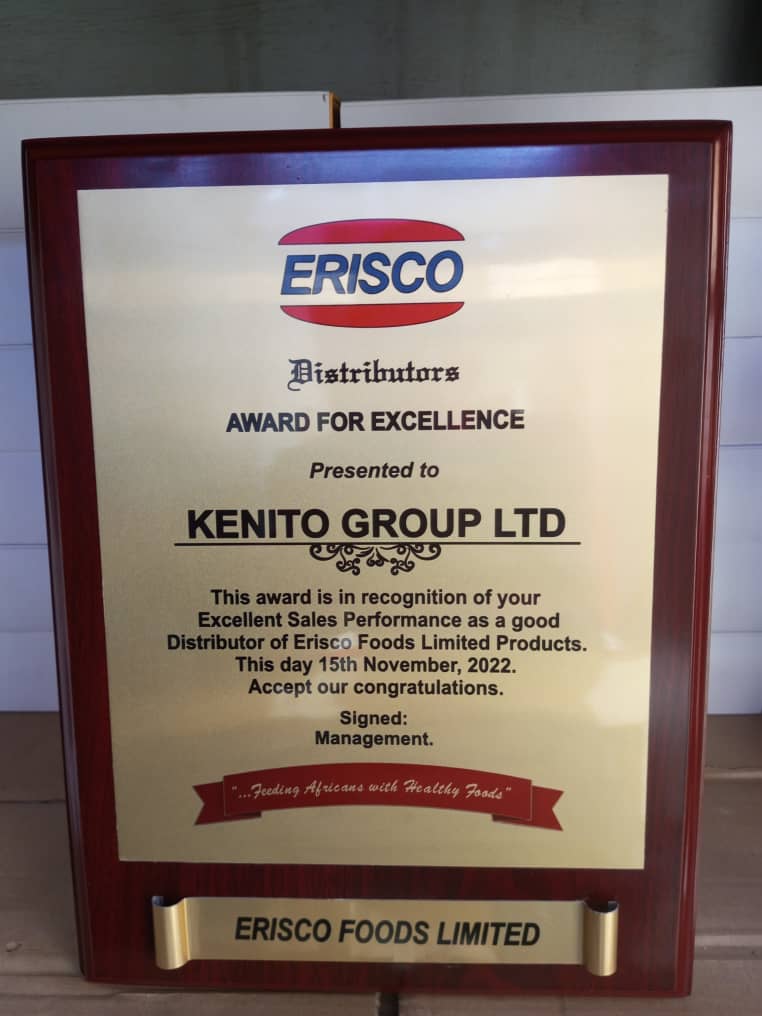 ERISCO
Distributors
AWARD FOR EXCELLENCE
Presented to
KENITO GROUP LTD
This award is in recognition of your
Excellent Sales Performance as a good
Distributor of Erisco Foods Limited Products.
This day 15th November, 2022.
Accept our congratulations.
Signed:
Management.
"...Feeding Africans with Healthy Foods"
ERISCO FOODS LIMITED